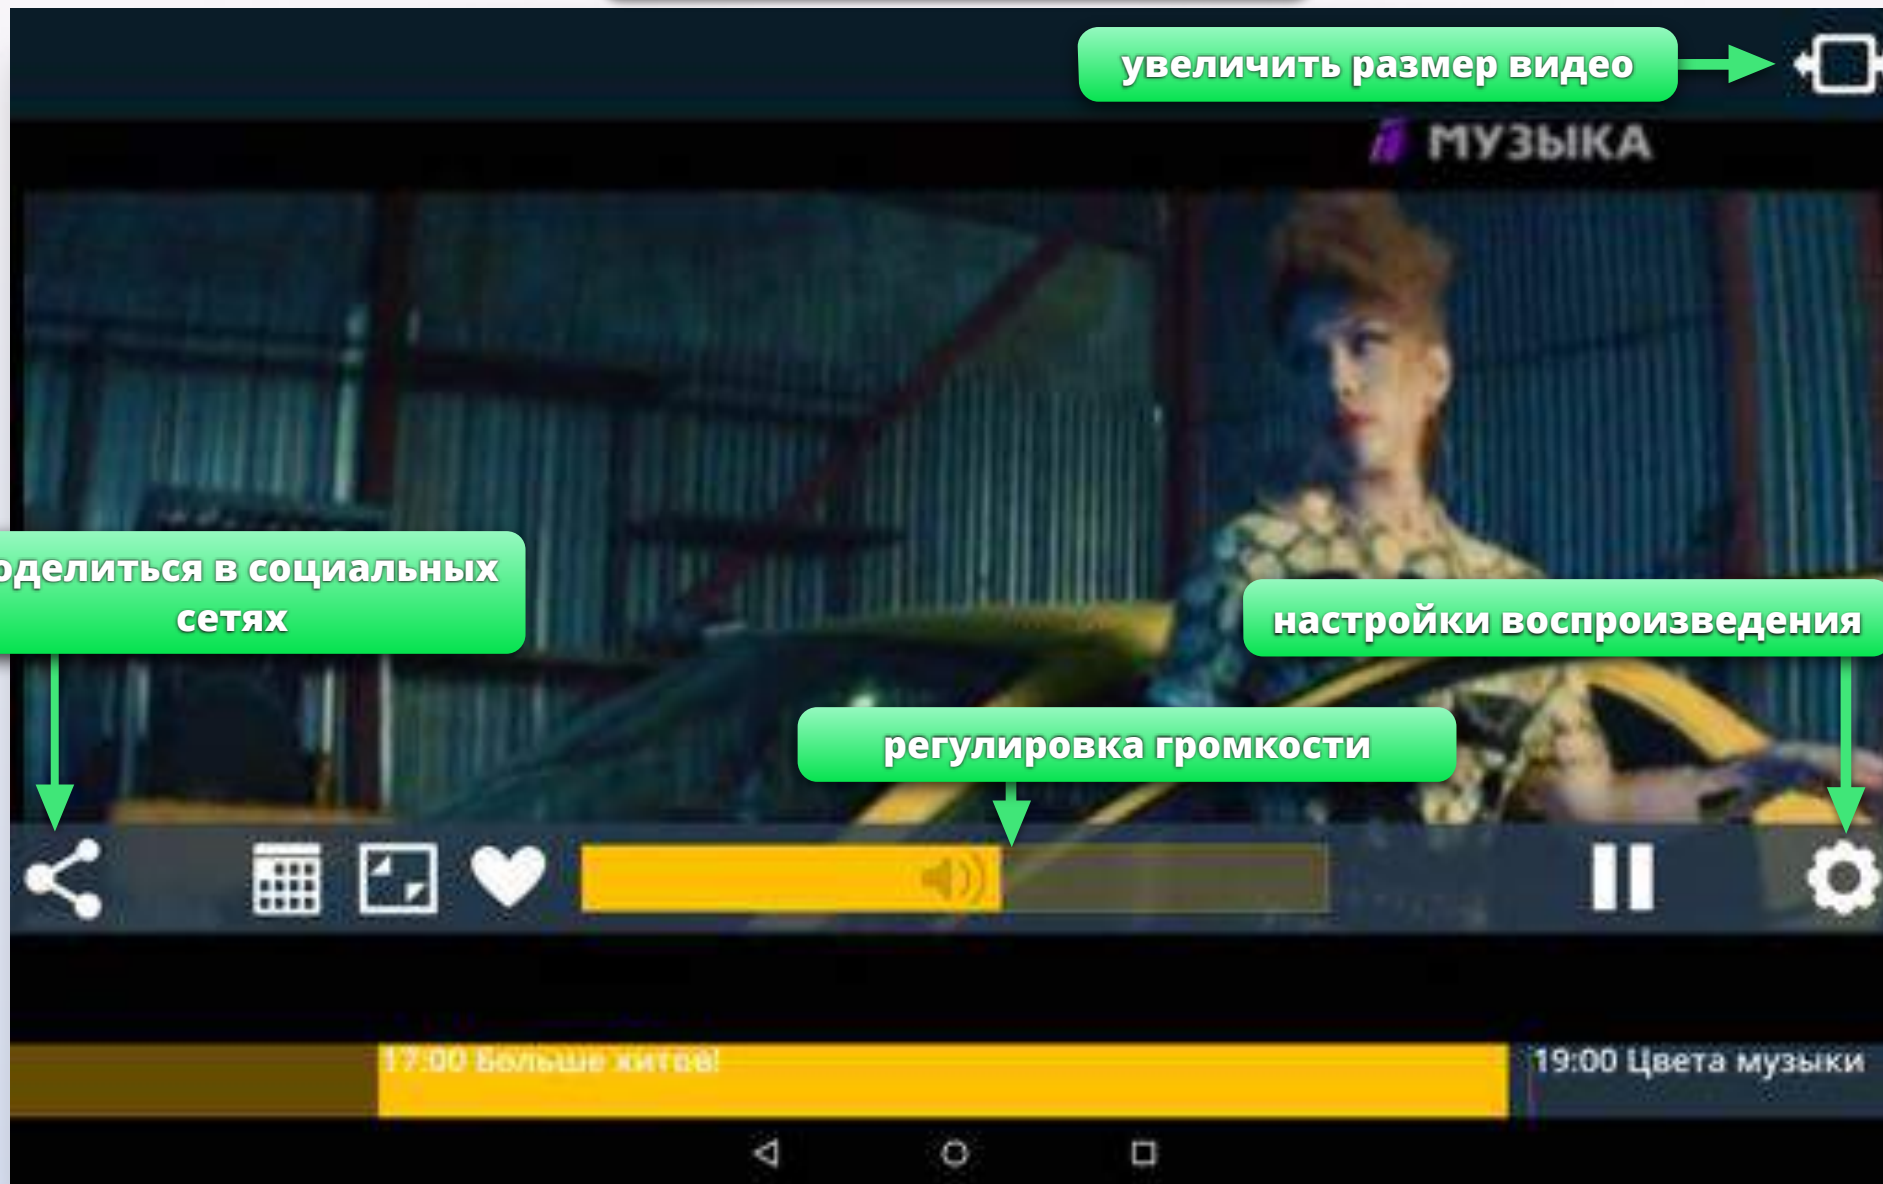 увеличить размер видео
МУЗЫКА
оделиться в социальных
сетях
настройки воспроизведения
регулировка громкости
17:00 Больше хитов!
19:00 Цвета музыки